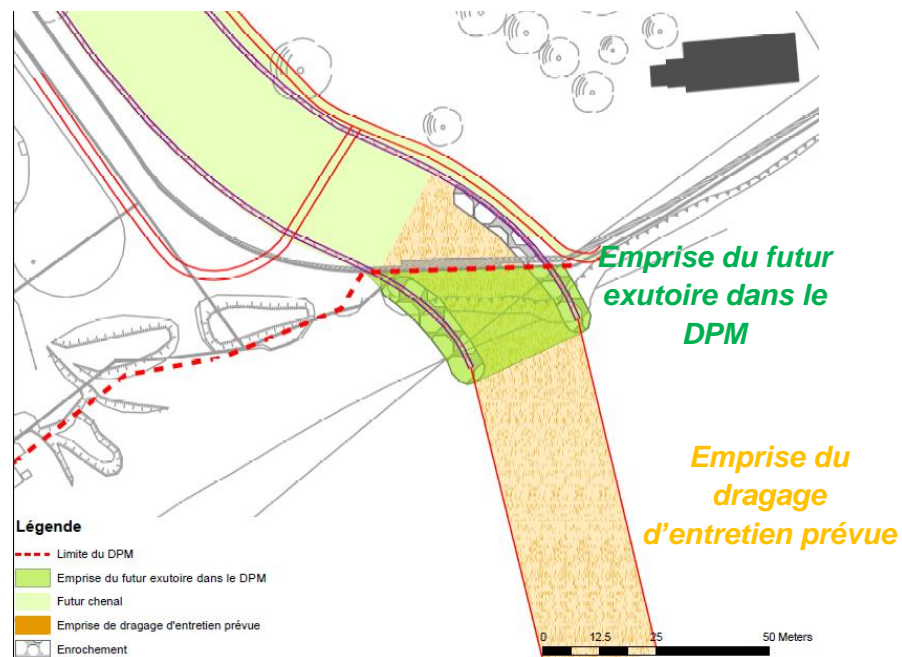 Emprise du futur
exutoire dans le
DPM
Emprise du
dragage
d'entretien prévue
Légende
Limite du DPM
Emprise du futur exutoire dans le DPM
Futur chenal
Emprise de dragage d'entretien prévue
Enrochement
0 12.5 25 50 Meters